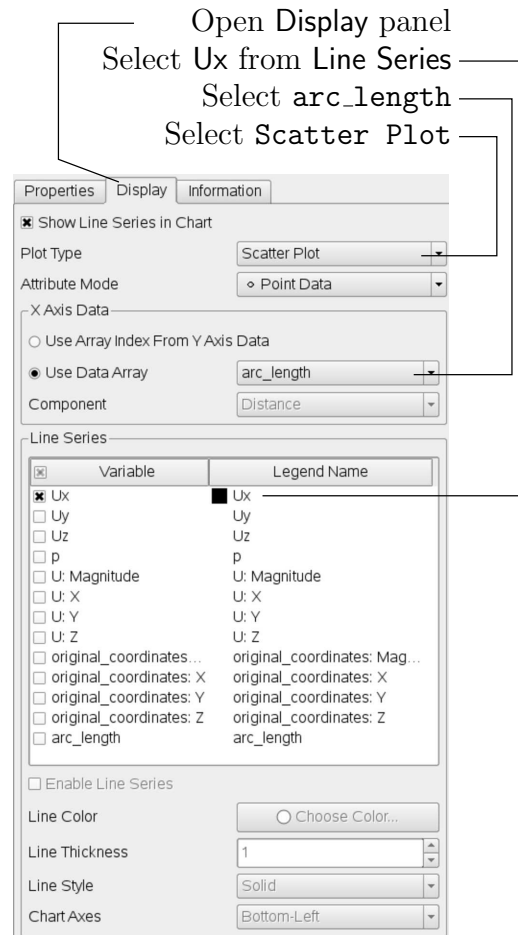 Open Display panel
Select Ux from Line Series
Select arc_length
Select Scatter Plot
Properties Display Information
Show Line Series in Chart
Plot Type Scatter Plot
Attribute Mode Point Data
X Axis Data
Use Array Index From Y Axis Data
Use Data Array arc_length
Component Distance
Line Series
Variable Legend Name
Ux Ux
Uy Uy
Uz Uz
p p
U: Magnitude U: Magnitude
U: X U: X
U: Y U: Y
U: Z U: Z
original_coordinates... original_coordinates: Mag...
original_coordinates: X original_coordinates: X
original_coordinates: Y original_coordinates: Y
original_coordinates: Z original_coordinates: Z
arc_length arc_length
Enable Line Series
Line Color Choose Color...
Line Thickness 1
Line Style Solid
Chart Axes Bottom-Left